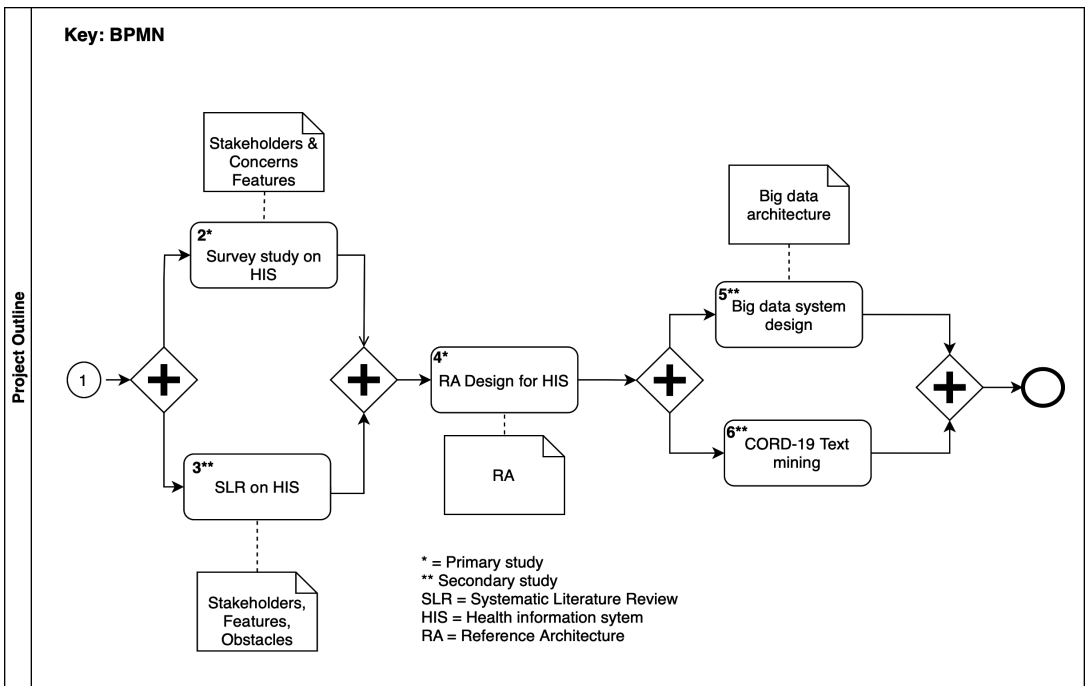 Key: BPMN
Project Outline
Stakeholders &
Concerns
Features
2*
Survey study on
HIS
1
3**
SLR on HIS
Stakeholders,
Features,
Obstacles
4*
RA Design for HIS
RA
Big data
architecture
5**
Big data system
design
6**
CORD-19 Text
mining
* = Primary study
** Secondary study
SLR = Systematic Literature Review
HIS = Health information sytem
RA = Reference Architecture